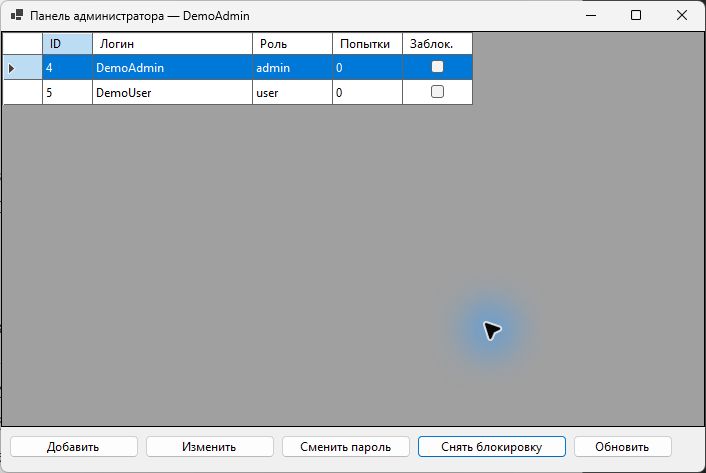 Панель администратора — DemoAdmin
ID Логин Роль Попытки Заблок.
4 DemoAdmin admin 0
5 DemoUser user 0
Добавить Изменить Сменить пароль Снять блокировку Обновить